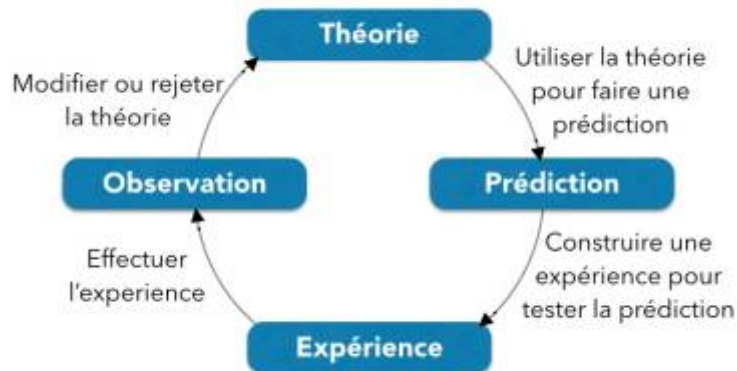 Théorie
Utiliser la théorie
pour faire une
prédiction
Modifier ou rejeter
la théorie
Observation
Prédiction
Effectuer
l'experience
Construire une
expérience pour
tester la prédiction
Expérience